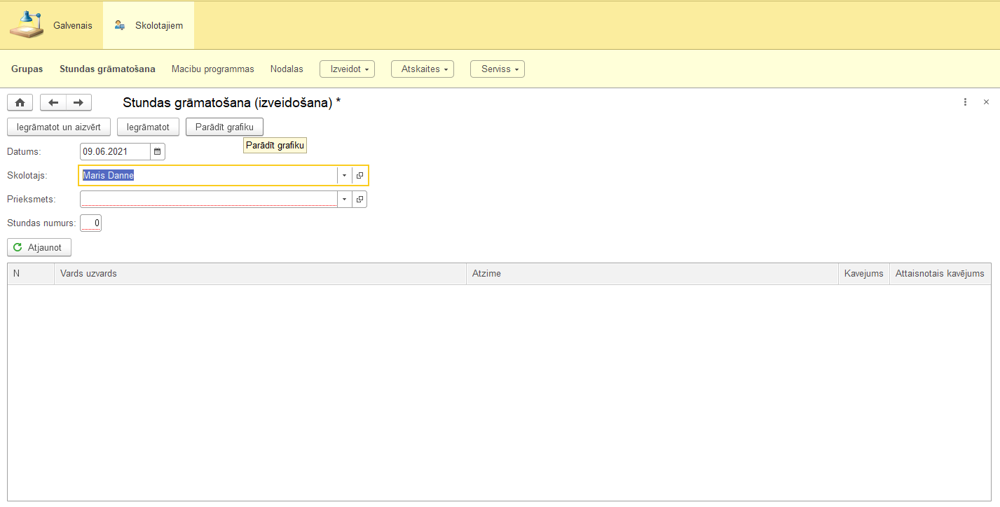 Galvenais Skolotajiem
Grupas Stundas grāmatošana Macibu programmas Nodalas Izveidot Atskaites Serviss
Stundas grāmatošana (izveidošana) *
Iegrāmatot un aizvērt Iegrāmatot Parādīt grafiku
Parādīt grafiku
Datums: 09.06.2021
Skolotajs: Maris Danne
Prieksmets:
Stundas numurs: 0
Atjaunot
N Vards uzvards Atzime Kavejums Attaisnotais kavējums